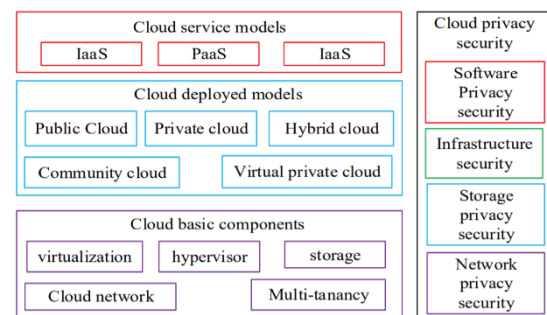 Cloud service models
IaaS
PaaS
IaaS
Cloud deployed models
Public Cloud
Private cloud
Hybrid cloud
Community cloud
Virtual private cloud
Cloud basic components
virtualization
hypervisor
storage
Cloud network
Multi-tanancy
Cloud privacy
security
Software
Privacy
security
Infrastructure
security
Storage
privacy
security
Network
privacy
security